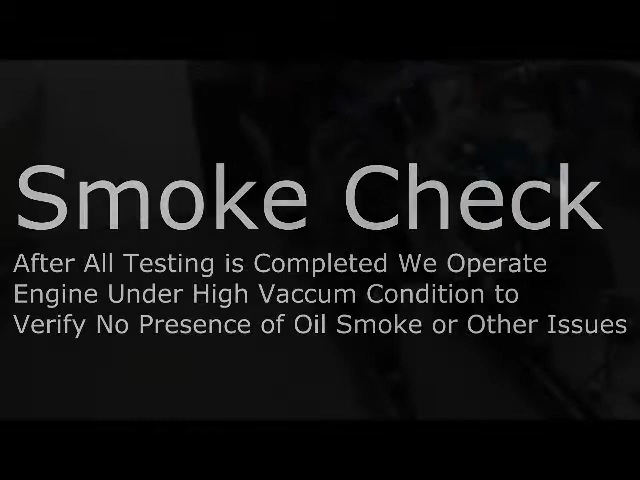 Smoke Check
After All Testing is Completed We Operate
Engine Under High Vaccum Condition to
Verify No Presence of Oil Smoke or Other Issues